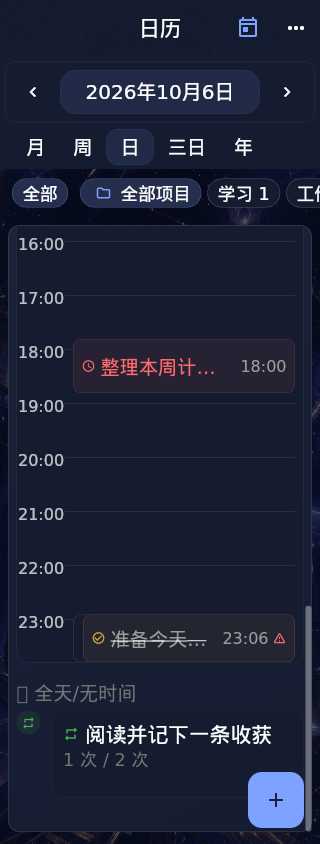 日历
2026年10月6日
月 周 日 三日 年
全部 全部项目 学习 1
16:00
17:00
18:00
整理本周计… 18:00
19:00
20:00
21:00
22:00
23:00
准备今天… 23:06
全天/无时间
阅读并记下一条收获
1 次 / 2 次